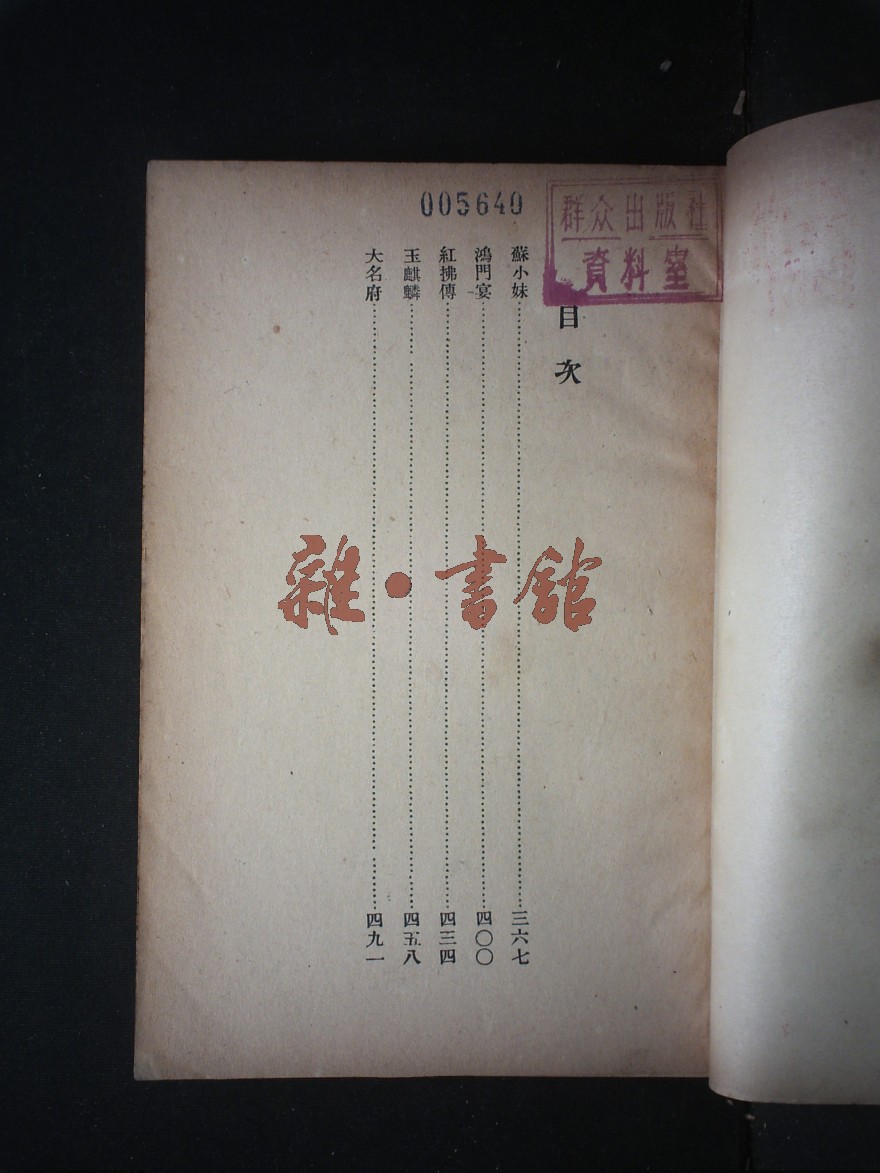 005640
群众出版社
資料室
目次
蘇小妹……三六七
鴻門宴……四〇〇
紅拂傳……四三四
玉麒麟……四五八
大名府……四九一
雜·書館